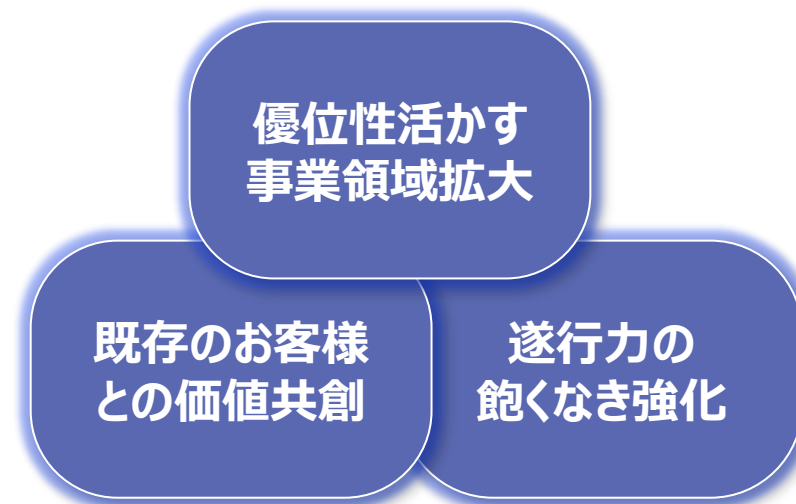 優位性活かす
事業領域拡大
既存のお客様
との価値共創
遂行力の
飽くなき強化